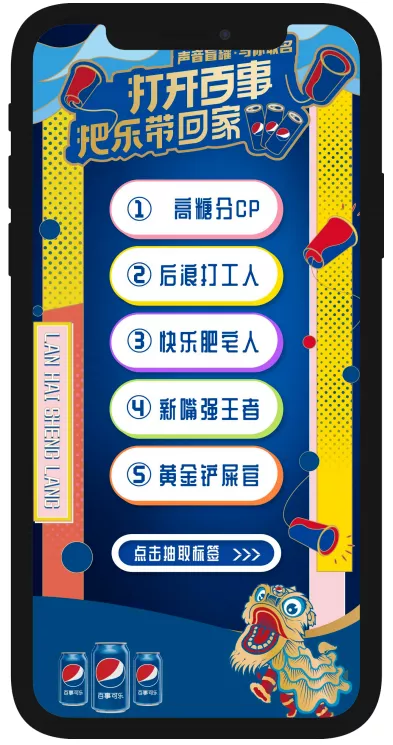 声音盲罐·与你联名
打开百事
把乐带回家
① 高糖分CP
② 后浪打工人
③ 快乐肥宅人
④ 新嘴强王者
⑤ 黄金铲屎官
LAN HAI SHENG LANG
点击抽取标签 >>>
百事可乐
百事可乐
百事可乐